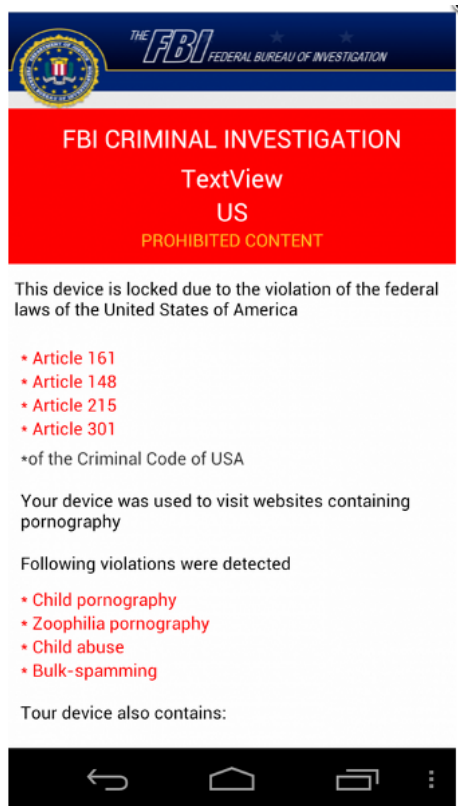 THE FBI FEDERAL BUREAU OF INVESTIGATION
FBI CRIMINAL INVESTIGATION
TextView
US
PROHIBITED CONTENT
This device is locked due to the violation of the federal
laws of the United States of America
* Article 161
* Article 148
* Article 215
* Article 301
*of the Criminal Code of USA
Your device was used to visit websites containing
pornography
Following violations were detected
* Child pornography
* Zoophilia pornography
* Child abuse
* Bulk-spamming
Tour device also contains: